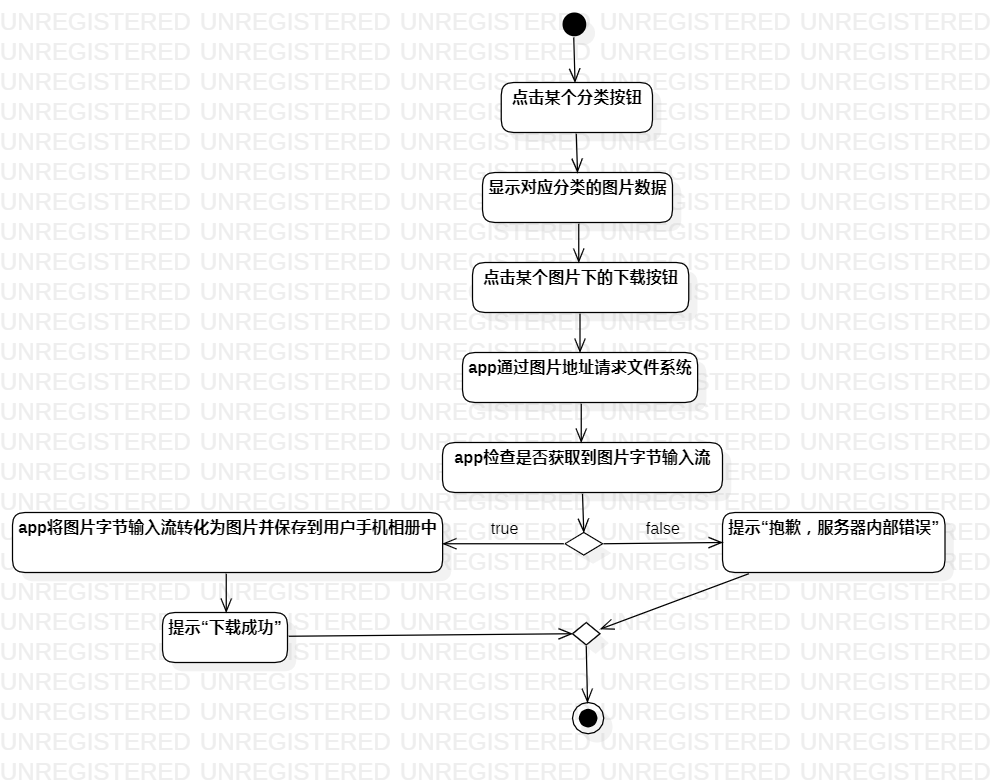 点击某个分类按钮
显示对应分类的图片数据
点击某个图片下的下载按钮
app通过图片地址请求文件系统
app检查是否获取到图片字节输入流
true
false
app将图片字节输入流转化为图片并保存到用户手机相册中
提示“抱歉，服务器内部错误”
提示“下载成功”
UNREGISTERED